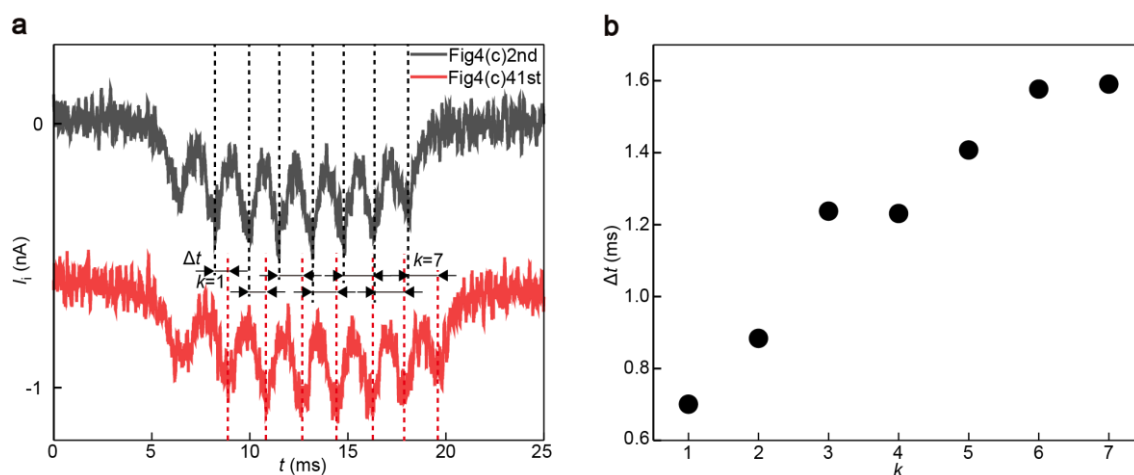 a
Fig4(c)2nd
Fig4(c)41st
0
-1
Δt
k=1
k=7
Ii (nA)
0 5 10 15 20 25
t (ms)
b
1.6
1.4
1.2
1.0
0.8
0.6
Δt (ms)
1 2 3 4 5 6 7
k